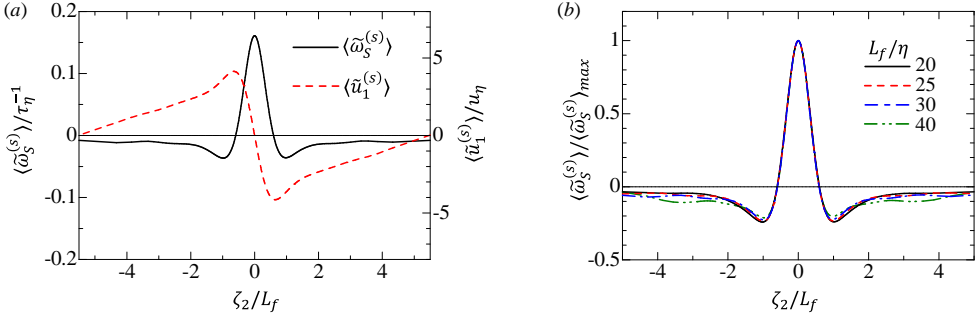 (a)
⟨ω̃_S^(s)⟩/τ_η^-1
0.2
0.1
0
-0.1
-0.2
⟨ω̃_S^(s)⟩
⟨ũ_1^(s)⟩
5
0
-5
⟨ũ_1^(s)⟩/u_η
-4 -2 0 2 4
ζ_2/L_f
(b)
⟨ω̃_S^(s)⟩/⟨ω̃_S^(s)⟩_max
1
0.5
0
-0.5
L_f/η
20
25
30
40
-4 -2 0 2 4
ζ_2/L_f